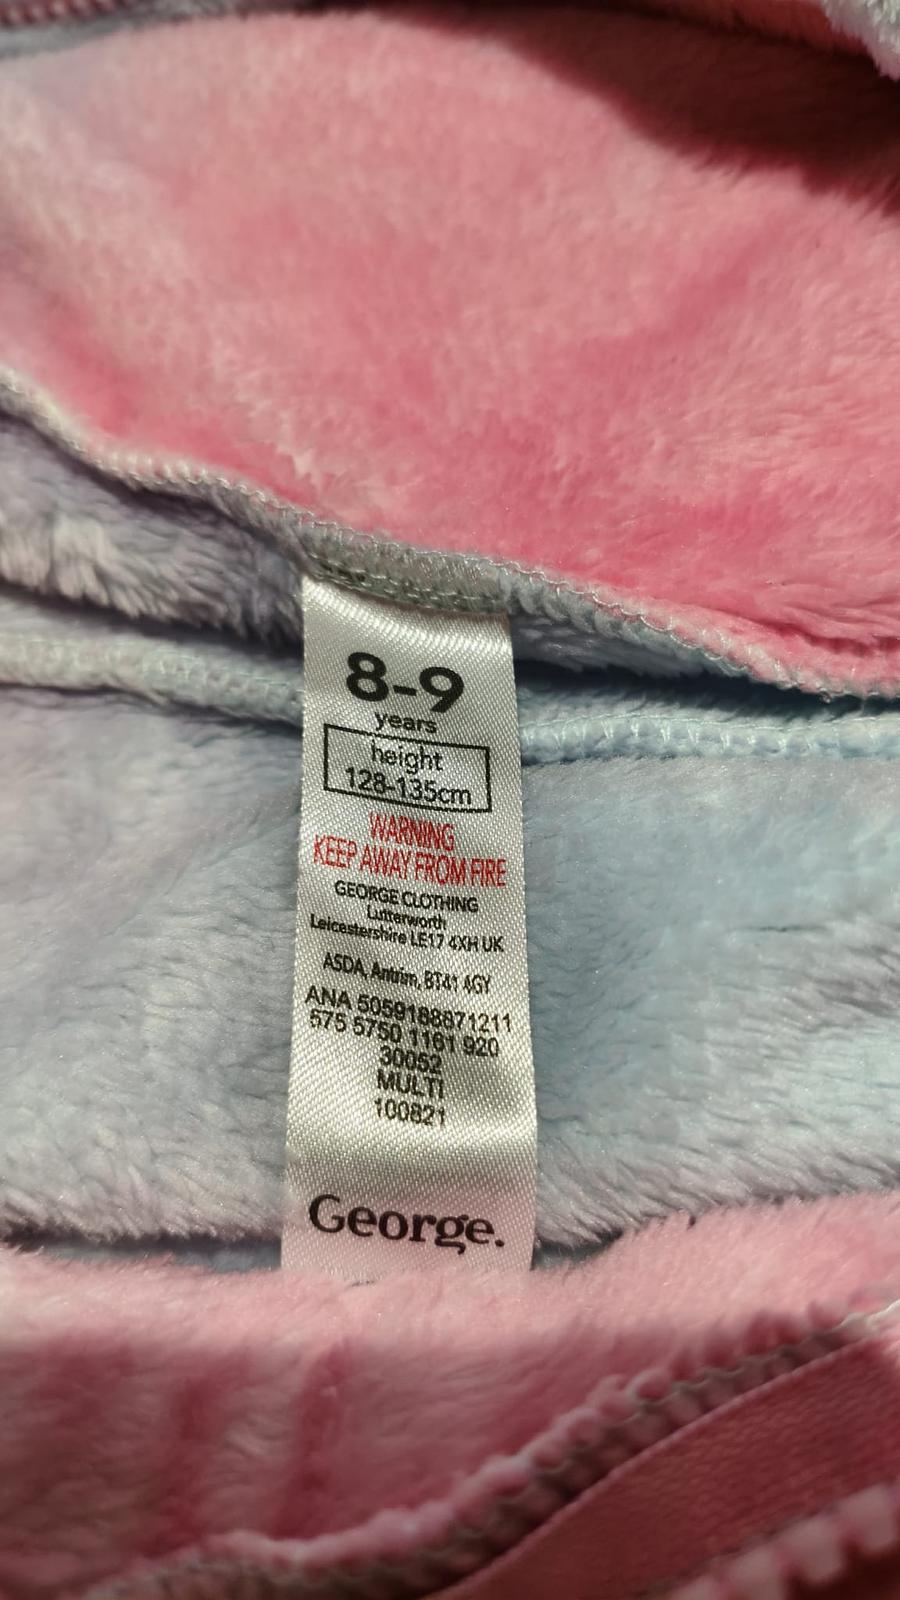 8-9
years
height
128-135cm
WARNING
KEEP AWAY FROM FIRE
GEORGE CLOTHING
Lutterworth
Leicestershire LE17 4XH UK
ASDA, Antrim, BT41 4GY
ANA 5059188871211
575 5750 1161 920
30052
MULTI
100821
George.